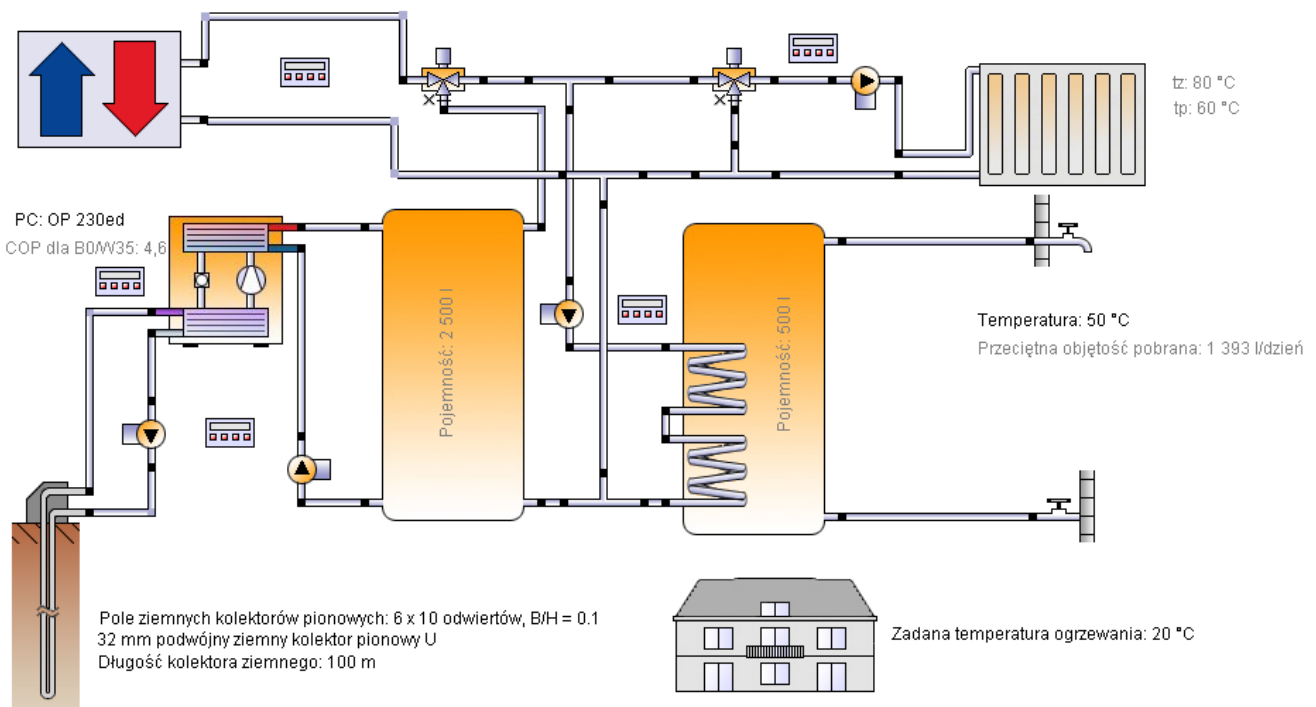 tz: 80 °C
tp: 60 °C
PC: OP 230ed
COP dla B0/W35: 4,6
Pojemność: 2 500 l
Pojemność: 500 l
Temperatura: 50 °C
Przeciętna objętość pobrana: 1 393 l/dzień
Pole ziemnych kolektorów pionowych: 6 x 10 odwiertów, B/H = 0.1
32 mm podwójny ziemny kolektor pionowy U
Długość kolektora ziemnego: 100 m
Zadana temperatura ogrzewania: 20 °C